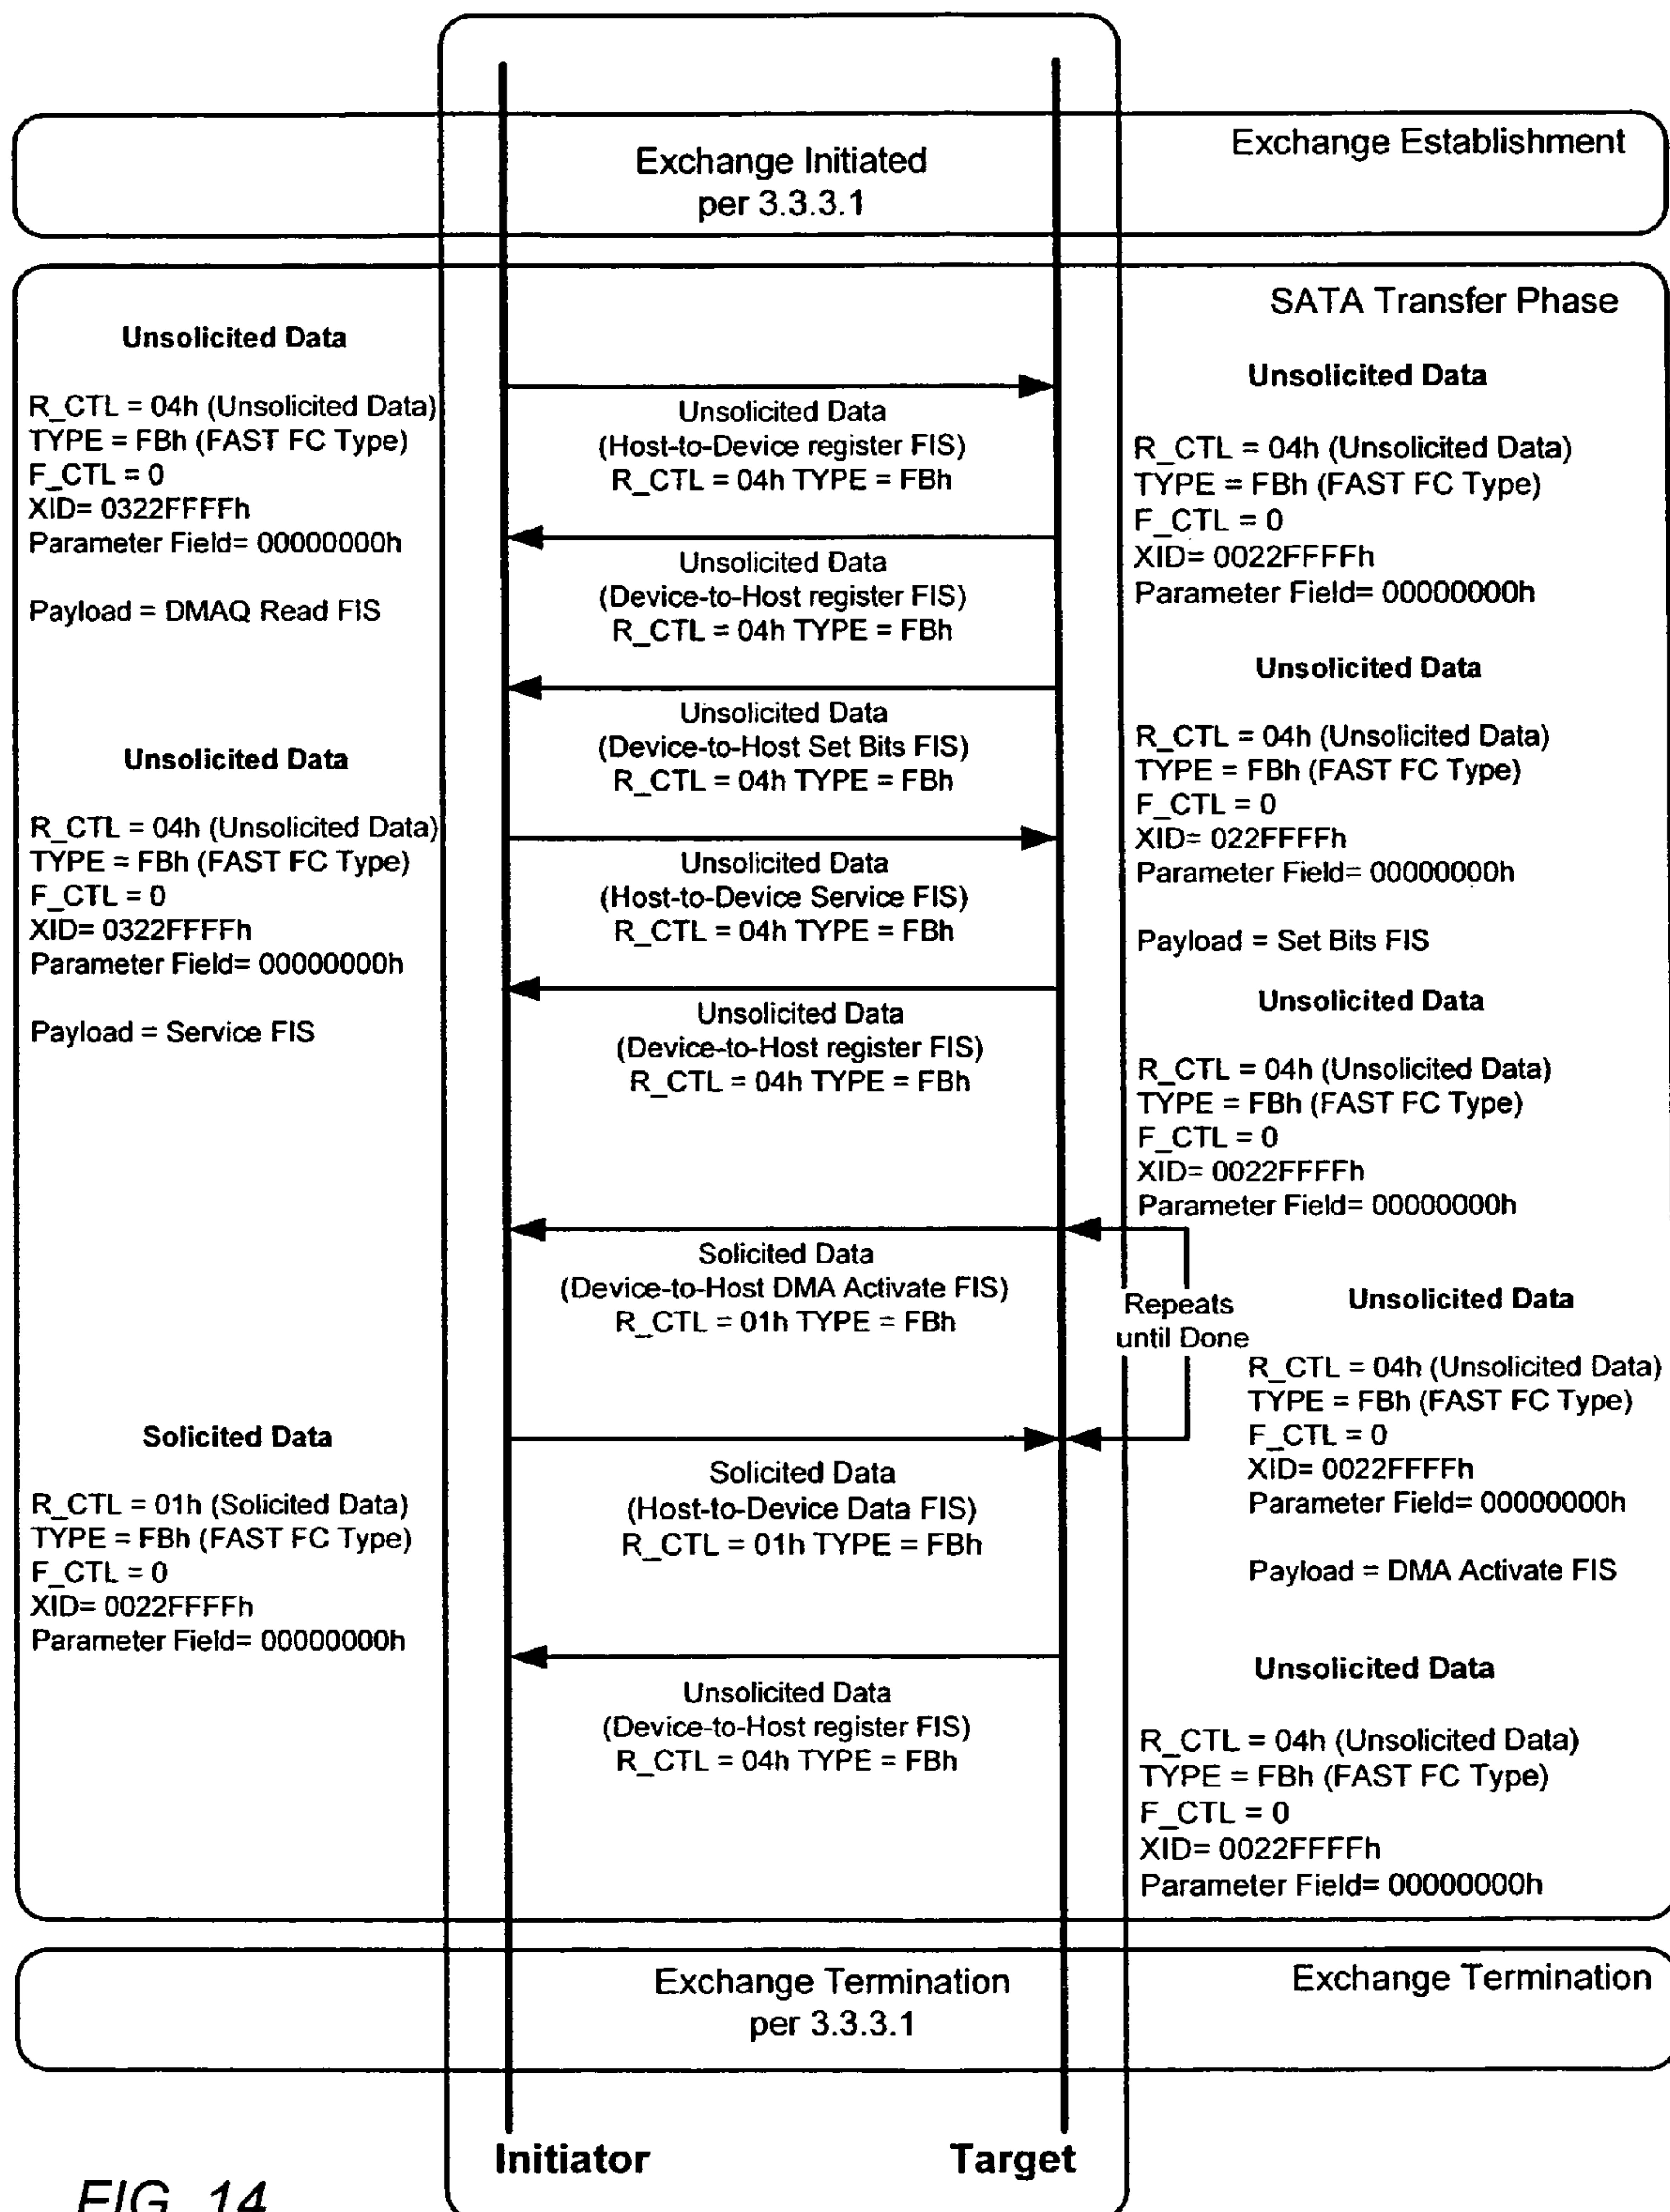 Exchange Establishment
Exchange Initiated
per 3.3.3.1
SATA Transfer Phase
Unsolicited Data
R_CTL = 04h (Unsolicited Data)
TYPE = FBh (FAST FC Type)
F_CTL = 0
XID= 0322FFFFh
Parameter Field= 00000000h
Payload = DMAQ Read FIS
Unsolicited Data
R_CTL = 04h (Unsolicited Data)
TYPE = FBh (FAST FC Type)
F_CTL = 0
XID= 0322FFFFh
Parameter Field= 00000000h
Payload = Service FIS
Solicited Data
R_CTL = 01h (Solicited Data)
TYPE = FBh (FAST FC Type)
F_CTL = 0
XID= 0022FFFFh
Parameter Field= 00000000h
Unsolicited Data
(Host-to-Device register FIS)
R_CTL = 04h TYPE = FBh
Unsolicited Data
(Device-to-Host register FIS)
R_CTL = 04h TYPE = FBh
Unsolicited Data
(Device-to-Host Set Bits FIS)
R_CTL = 04h TYPE = FBh
Unsolicited Data
(Host-to-Device Service FIS)
R_CTL = 04h TYPE = FBh
Unsolicited Data
(Device-to-Host register FIS)
R_CTL = 04h TYPE = FBh
Solicited Data
(Device-to-Host DMA Activate FIS)
R_CTL = 01h TYPE = FBh
Solicited Data
(Host-to-Device Data FIS)
R_CTL = 01h TYPE = FBh
Unsolicited Data
(Device-to-Host register FIS)
R_CTL = 04h TYPE = FBh
Repeats
until Done
Unsolicited Data
R_CTL = 04h (Unsolicited Data)
TYPE = FBh (FAST FC Type)
F_CTL = 0
XID= 0022FFFFh
Parameter Field= 00000000h
Unsolicited Data
R_CTL = 04h (Unsolicited Data)
TYPE = FBh (FAST FC Type)
F_CTL = 0
XID= 022FFFFh
Parameter Field= 00000000h
Payload = Set Bits FIS
Unsolicited Data
R_CTL = 04h (Unsolicited Data)
TYPE = FBh (FAST FC Type)
F_CTL = 0
XID= 0022FFFFh
Parameter Field= 00000000h
Unsolicited Data
R_CTL = 04h (Unsolicited Data)
TYPE = FBh (FAST FC Type)
F_CTL = 0
XID= 0022FFFFh
Parameter Field= 00000000h
Payload = DMA Activate FIS
Unsolicited Data
R_CTL = 04h (Unsolicited Data)
TYPE = FBh (FAST FC Type)
F_CTL = 0
XID= 0022FFFFh
Parameter Field= 00000000h
Exchange Termination
per 3.3.3.1
Exchange Termination
Initiator
Target
FIG. 14